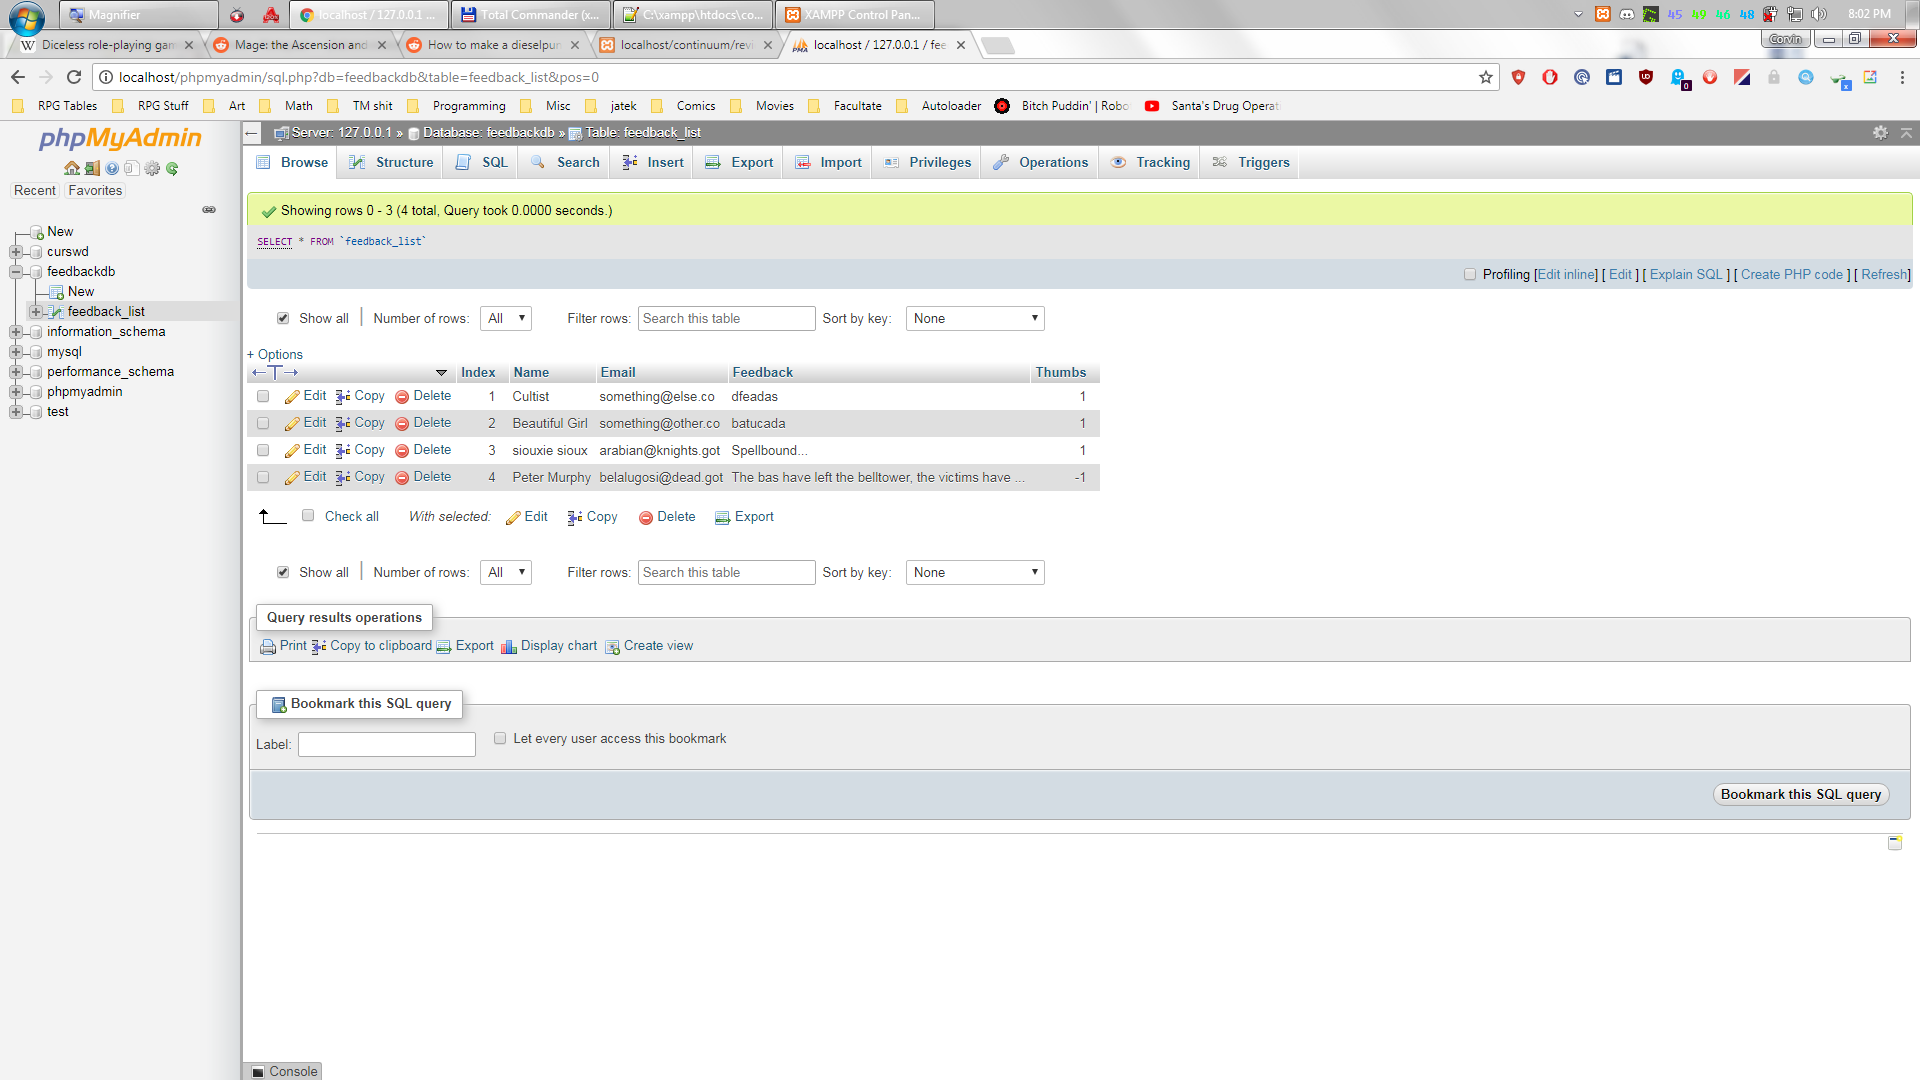 Magnifier
localhost / 127.0.0.1 ...
Total Commander (x...
C:\xampp\htdocs\co...
XAMPP Control Pan...
45 49 46 48
8:02 PM
Diceless role-playing gam
Mage: the Ascension and
How to make a dieselpu
localhost/continuum/revi
localhost / 127.0.0.1 / fee
Corvin
localhost/phpmyadmin/sql.php?db=feedbackdb&table=feedback_list&pos=0
RPG Tables
RPG Stuff
Art
Math
TM shit
Programming
Misc
jatek
Comics
Movies
Facultate
Autoloader
Bitch Puddin' | Robo
Santa's Drug Operat
phpMyAdmin
Recent
Favorites
New
curswd
feedbackdb
New
feedback_list
information_schema
mysql
performance_schema
phpmyadmin
test
Server: 127.0.0.1 » Database: feedbackdb » Table: feedback_list
Browse Structure SQL Search Insert Export Import Privileges Operations Tracking Triggers
Showing rows 0 - 3 (4 total, Query took 0.0000 seconds.)
SELECT * FROM `feedback_list`
Profiling [Edit inline] [ Edit ] [ Explain SQL ] [ Create PHP code ] [ Refresh]
Show all | Number of rows: All Filter rows: Search this table Sort by key: None
+ Options
←T→ Index Name Email Feedback Thumbs
Edit Copy Delete 1 Cultist something@else.co dfeadas 1
Edit Copy Delete 2 Beautiful Girl something@other.co batucada 1
Edit Copy Delete 3 siouxie sioux arabian@knights.got Spellbound... 1
Edit Copy Delete 4 Peter Murphy belalugosi@dead.got The bas have left the belltower, the victims have ... -1
Check all With selected: Edit Copy Delete Export
Show all | Number of rows: All Filter rows: Search this table Sort by key: None
Query results operations
Print Copy to clipboard Export Display chart Create view
Bookmark this SQL query
Label: Let every user access this bookmark
Bookmark this SQL query
Console